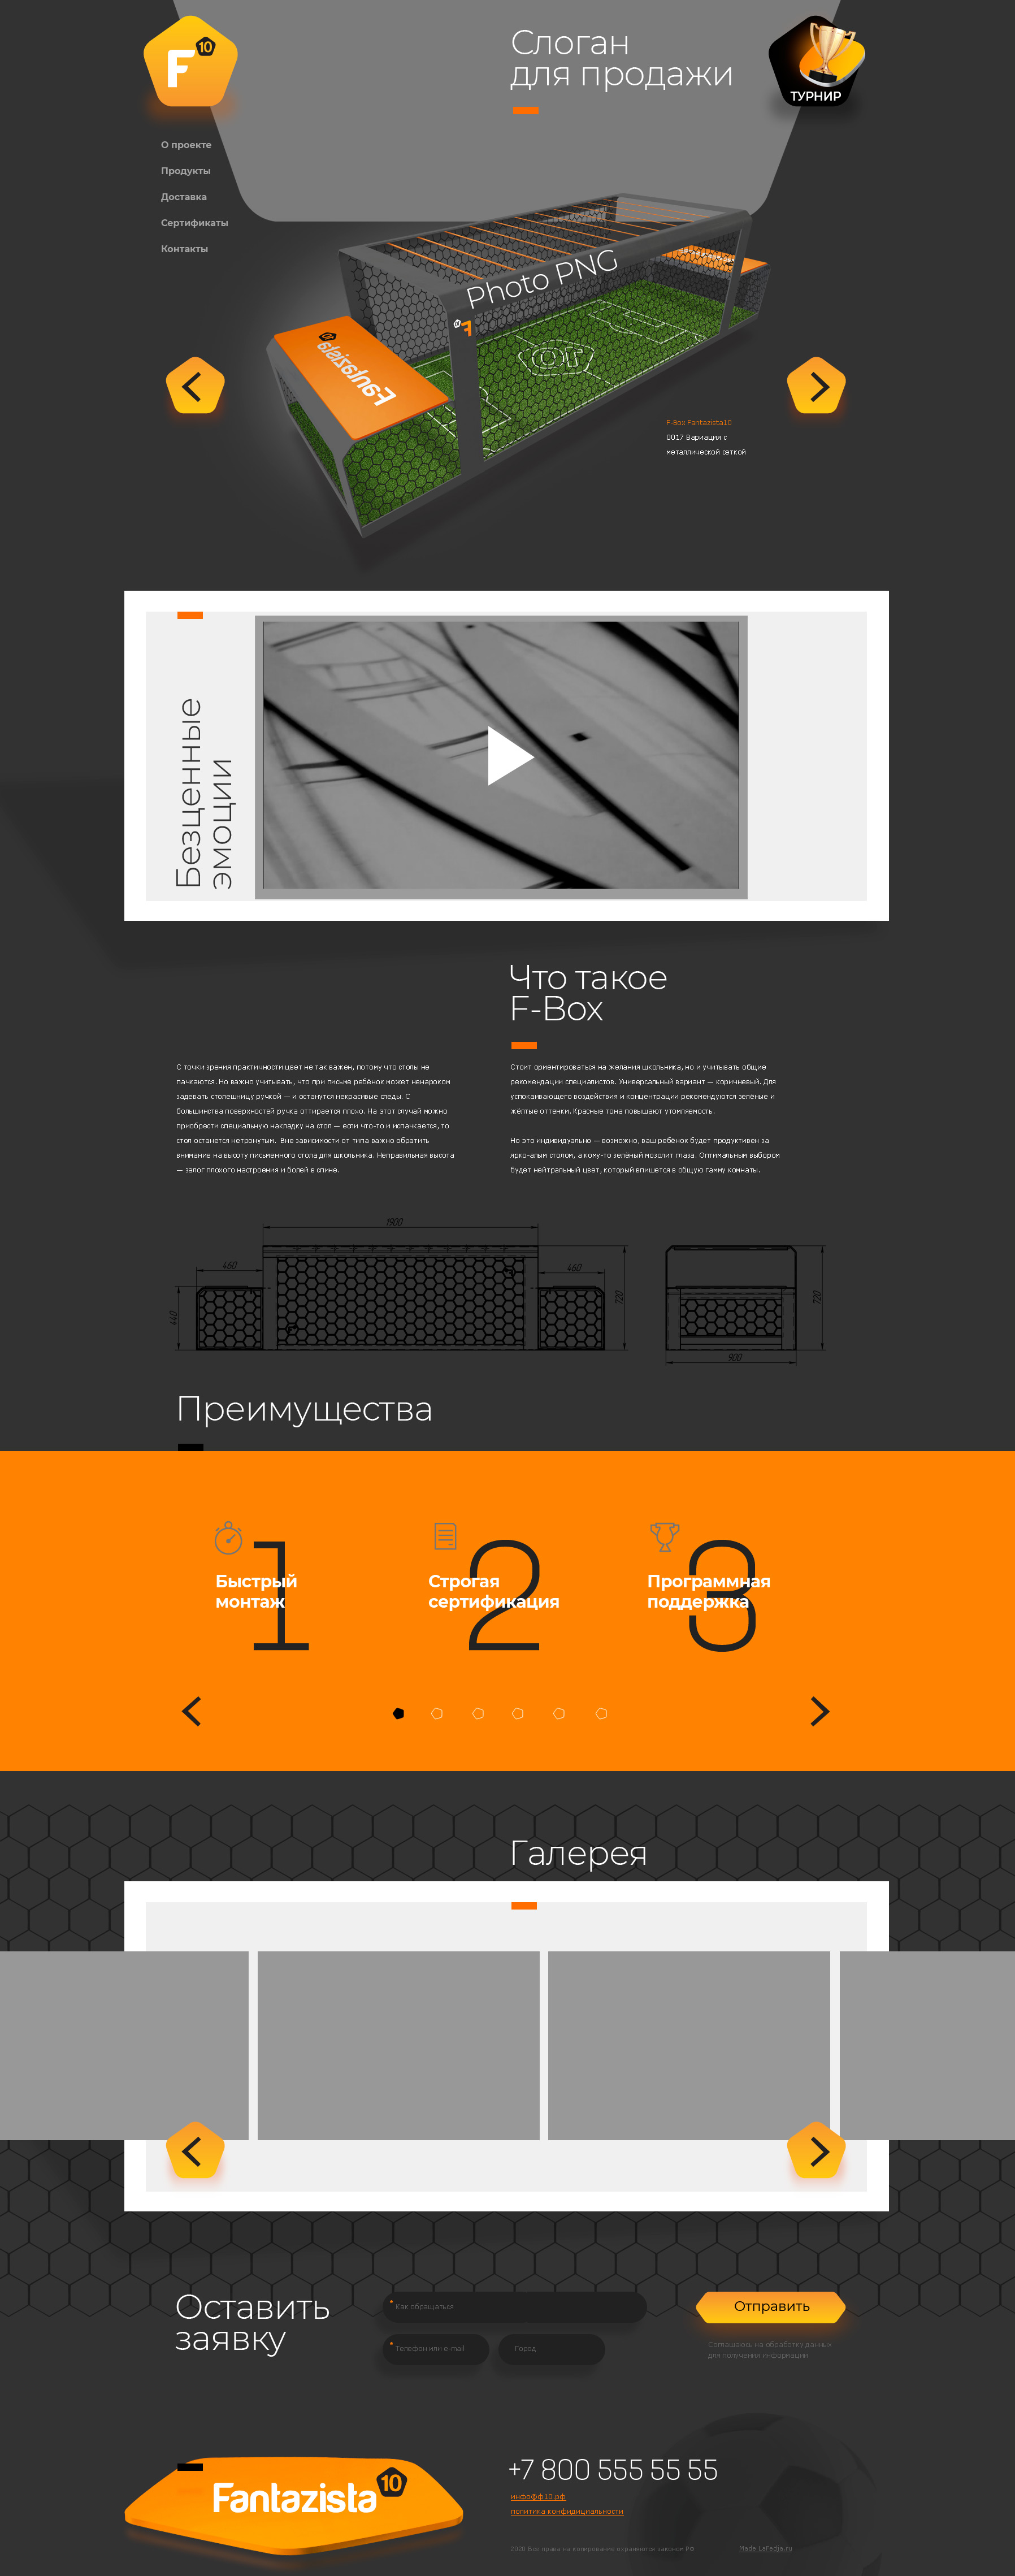 F10
Слоган
для продажи
ТУРНИР
О проекте
Продукты
Доставка
Сертификаты
Контакты
Photo PNG
F10
Fantazista
10
10
F-Box Fantazista10
0017 Вариация с
металлической сеткой
Безценные
эмоции
Что такое
F-Box
С точки зрения практичности цвет не так важен, потому что столы не
пачкаются. Но важно учитывать, что при письме ребёнок может ненароком
задевать столешницу ручкой — и останутся некрасивые следы. С
большинства поверхностей ручка оттирается плохо. На этот случай можно
приобрести специальную накладку на стол — если что-то и испачкается, то
стол останется нетронутым. Вне зависимости от типа важно обратить
внимание на высоту письменного стола для школьника. Неправильная высота
— залог плохого настроения и болей в спине.
Стоит ориентироваться на желания школьника, но и учитывать общие
рекомендации специалистов. Универсальный вариант — коричневый. Для
успокаивающего воздействия и концентрации рекомендуются зелёные и
жёлтые оттенки. Красные тона повышают утомляемость.
Но это индивидуально — возможно, ваш ребёнок будет продуктивен за
ярко-алым столом, а кому-то зелёный мозолит глаза. Оптимальным выбором
будет нейтральный цвет, который впишется в общую гамму комнаты.
1900
460
460
440
720
720
900
Преимущества
1
Быстрый
монтаж
2
Строгая
сертификация
3
Программная
поддержка
Галерея
Оставить
заявку
* Как обращаться
* Телефон или e-mail
Город
Отправить
Соглашаюсь на обработку данных
для получения информации
Fantazista 10
+7 800 555 55 55
инфо@ф10.рф
политика конфидициальности
2020 Все права на копирование охраняются законом РФ
Made LaFedja.ru